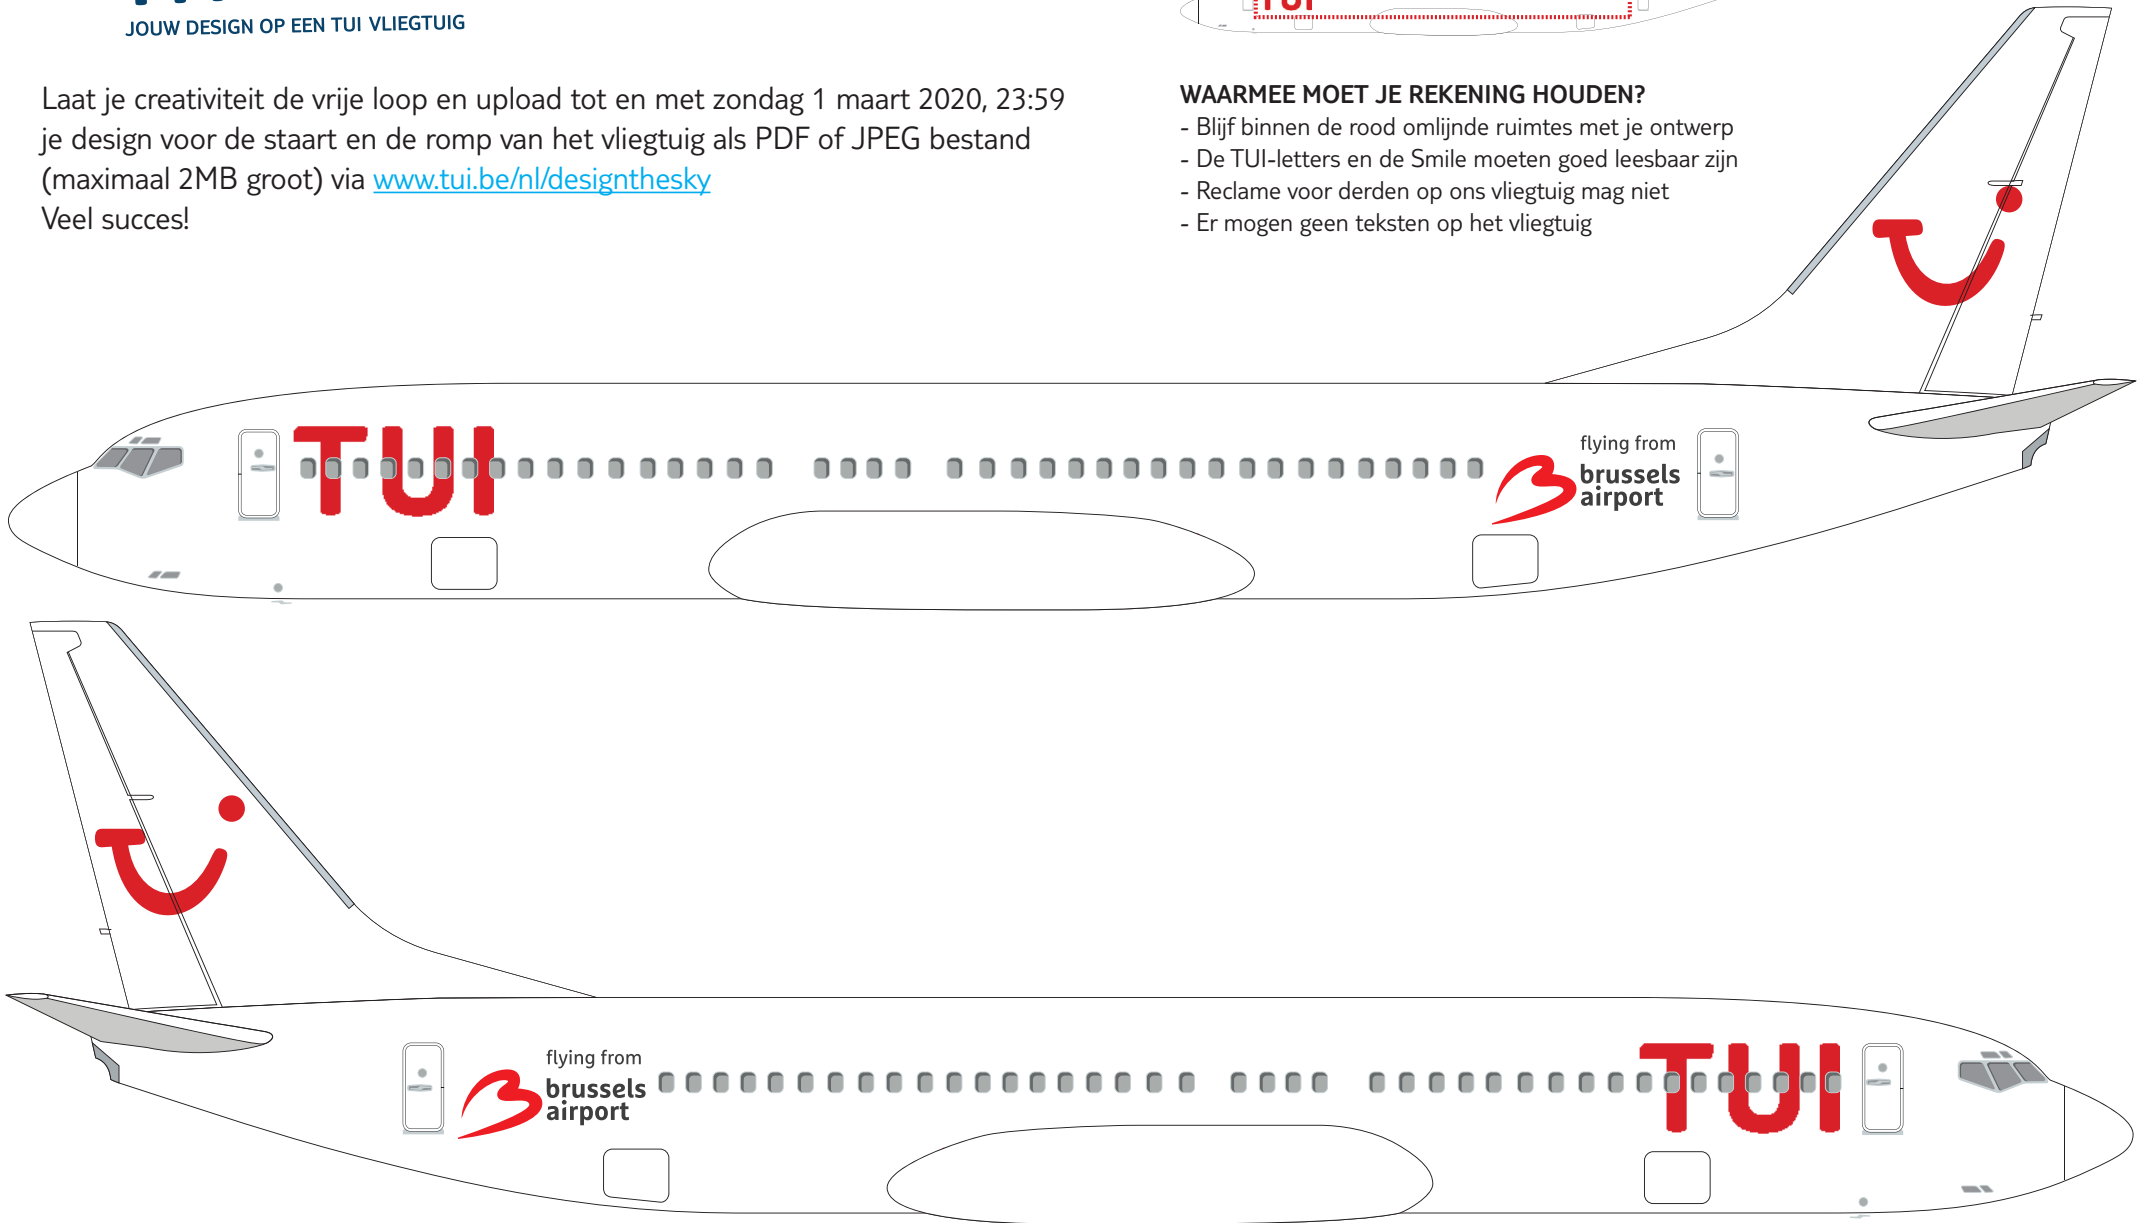 JOUW DESIGN OP EEN TUI VLIEGTUIG
Laat je creativiteit de vrije loop en upload tot en met zondag 1 maart 2020, 23:59
je design voor de staart en de romp van het vliegtuig als PDF of JPEG bestand
(maximaal 2MB groot) via www.tui.be/nl/designthesky
Veel succes!
TUI
WAARMEE MOET JE REKENING HOUDEN?
- Blijf binnen de rood omlijnde ruimtes met je ontwerp
- De TUI-letters en de Smile moeten goed leesbaar zijn
- Reclame voor derden op ons vliegtuig mag niet
- Er mogen geen teksten op het vliegtuig
TUI
flying from
brussels
airport
flying from
brussels
airport
TUI